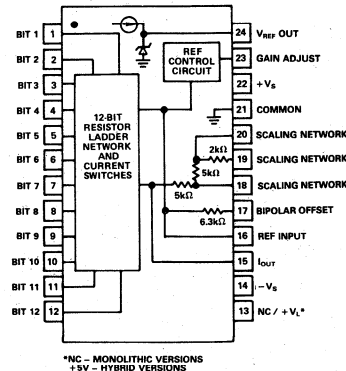 BIT 1 1
BIT 2 2
BIT 3 3
BIT 4 4
BIT 5 5
BIT 6 6
BIT 7 7
BIT 8 8
BIT 9 9
BIT 10 10
BIT 11 11
BIT 12 12
12-BIT
RESISTOR
LADDER
NETWORK
AND
CURRENT
SWITCHES
REF
CONTROL
CIRCUIT
2kΩ
5kΩ
5kΩ
6.3kΩ
24 VREF OUT
23 GAIN ADJUST
22 +VS
21 COMMON
20 SCALING NETWORK
19 SCALING NETWORK
18 SCALING NETWORK
17 BIPOLAR OFFSET
16 REF INPUT
15 IOUT
14 -VS
13 NC / +VL*
*NC – MONOLITHIC VERSIONS
+5V – HYBRID VERSIONS